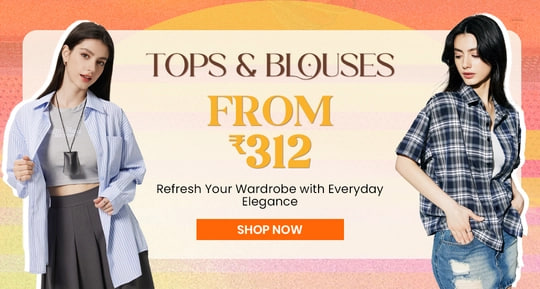 TOPS & BLOUSES
FROM
₹312
Refresh Your Wardrobe with Everyday
Elegance
SHOP NOW